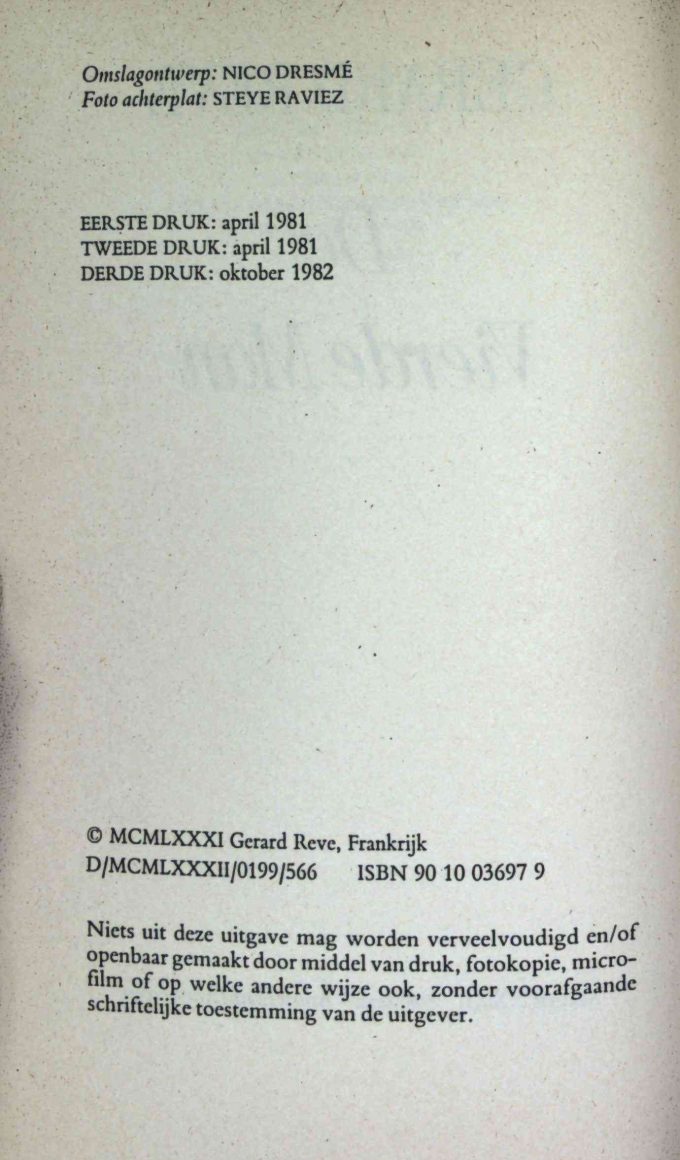 Omslagontwerp: NICO DRESMÉ
Foto achterplat: STEYE RAVIEZ
EERSTE DRUK: april 1981
TWEEDE DRUK: april 1981
DERDE DRUK: oktober 1982
© MCMLXXXI Gerard Reve, Frankrijk
D/MCMLXXXII/0199/566 ISBN 90 10 03697 9
Niets uit deze uitgave mag worden verveelvoudigd en/of
openbaar gemaakt door middel van druk, fotokopie, micro-
film of op welke andere wijze ook, zonder voorafgaande
schriftelijke toestemming van de uitgever.